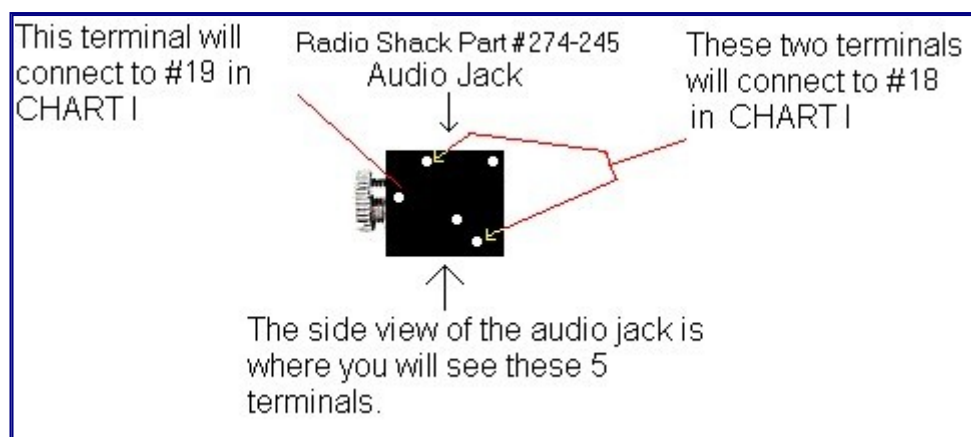 This terminal will
connect to #19 in
CHART I
Radio Shack Part #274-245
Audio Jack
These two terminals
will connect to #18
in CHART I
The side view of the audio jack is
where you will see these 5
terminals.